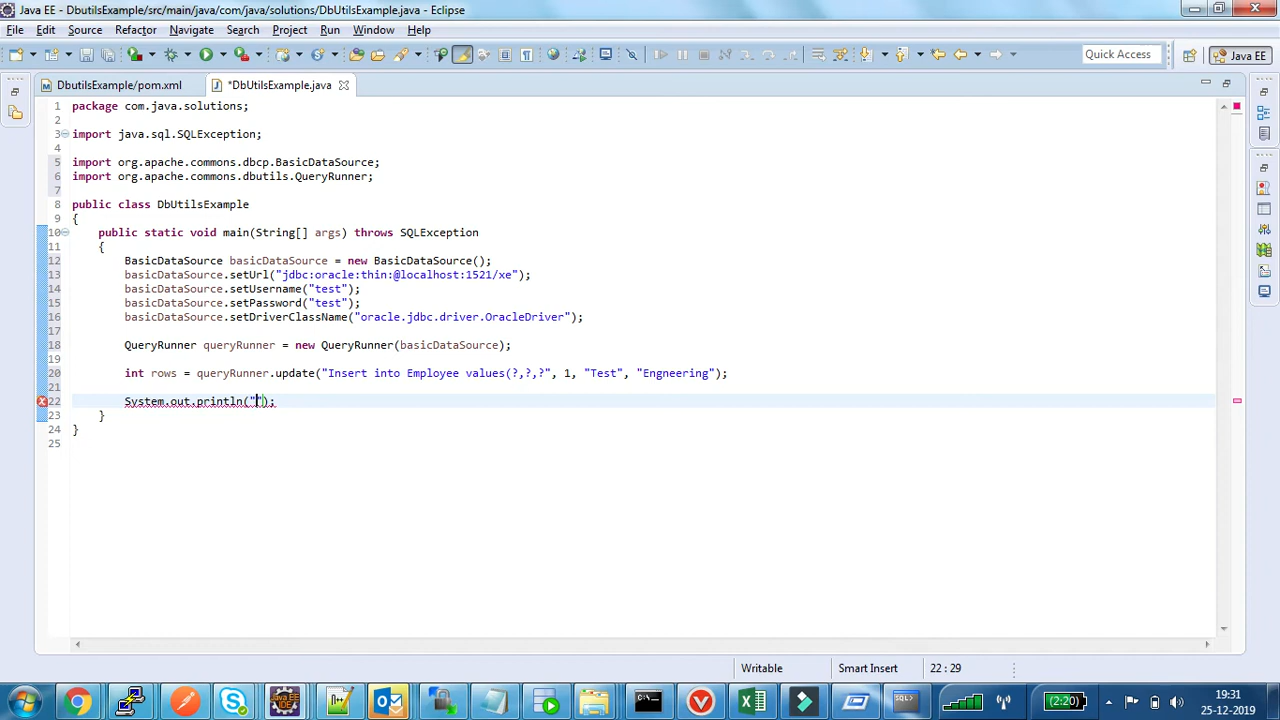 Java EE - DbutilsExample/src/main/java/com/java/solutions/DbUtilsExample.java - Eclipse
File Edit Source Refactor Navigate Search Project Run Window Help
Quick Access Java EE
DbutilsExample/pom.xml *DbUtilsExample.java
1 package com.java.solutions;
2
3 import java.sql.SQLException;
4
5 import org.apache.commons.dbcp.BasicDataSource;
6 import org.apache.commons.dbutils.QueryRunner;
7
8 public class DbUtilsExample
9 {
10 public static void main(String[] args) throws SQLException
11 {
12 BasicDataSource basicDataSource = new BasicDataSource();
13 basicDataSource.setUrl("jdbc:oracle:thin:@localhost:1521/xe");
14 basicDataSource.setUsername("test");
15 basicDataSource.setPassword("test");
16 basicDataSource.setDriverClassName("oracle.jdbc.driver.OracleDriver");
17
18 QueryRunner queryRunner = new QueryRunner(basicDataSource);
19
20 int rows = queryRunner.update("Insert into Employee values(?,?,?", 1, "Test", "Engneering");
21
22 System.out.println("");
23 }
24 }
25
Writable Smart Insert 22 : 29
(2:20) 19:31
25-12-2019